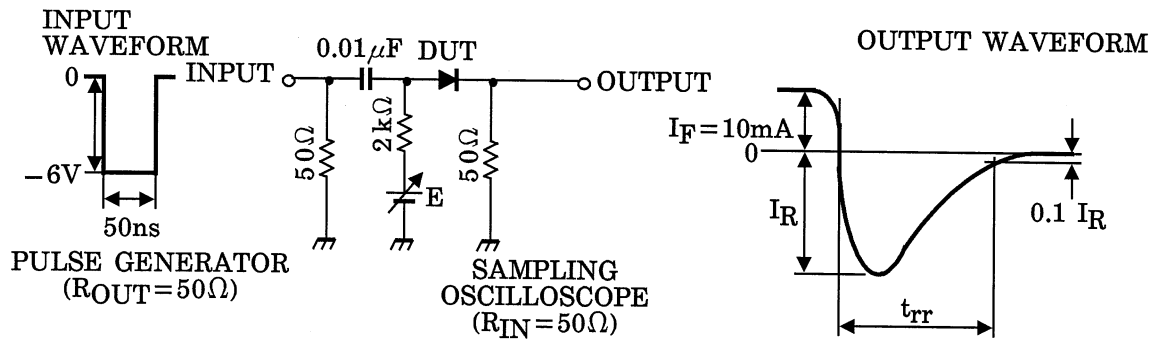 INPUT
WAVEFORM
0
−6V
50ns
PULSE GENERATOR
(ROUT=50Ω)
INPUT
0.01μF
DUT
OUTPUT
50Ω
2kΩ
E
50Ω
SAMPLING
OSCILLOSCOPE
(RIN=50Ω)
OUTPUT WAVEFORM
IF=10mA
0
IR
0.1 IR
trr